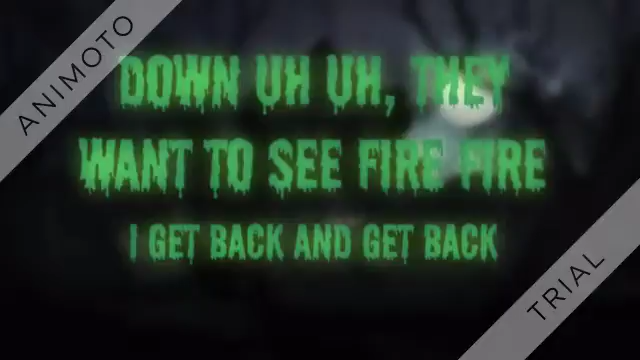 ANIMOTO
DOWN UH UH, THEY
WANT TO SEE FIRE FIRE
I GET BACK AND GET BACK
TRIAL